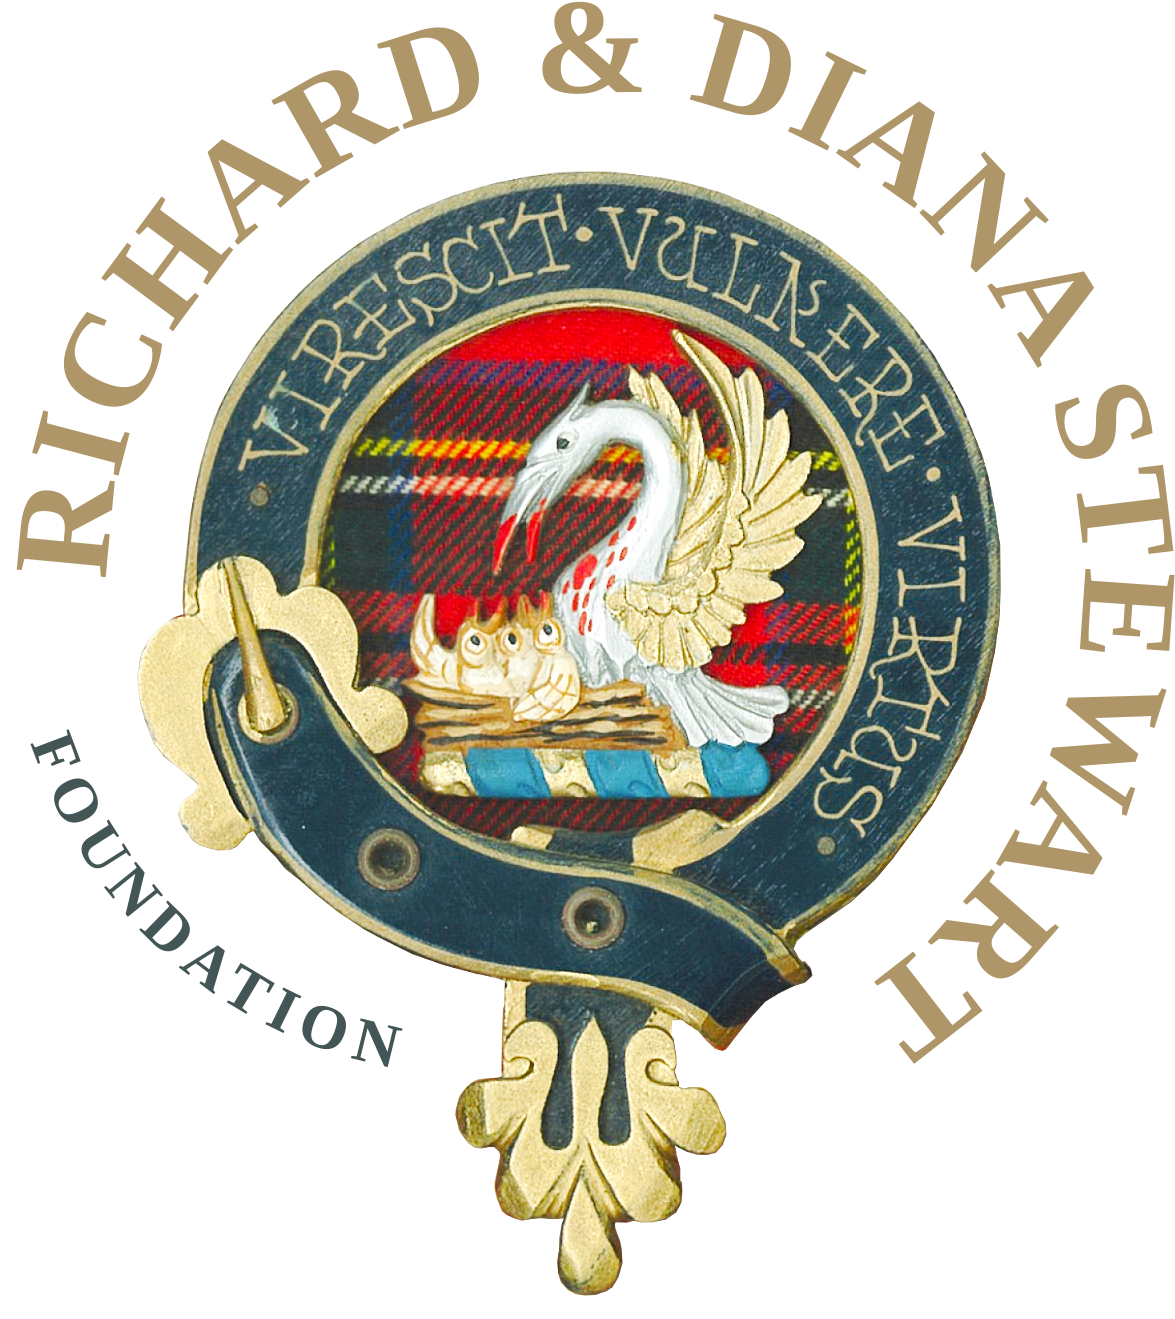 RICHARD & DIANA STEWART
VIRESCIT · VULNERE · VIRTUS ·
FOUNDATION